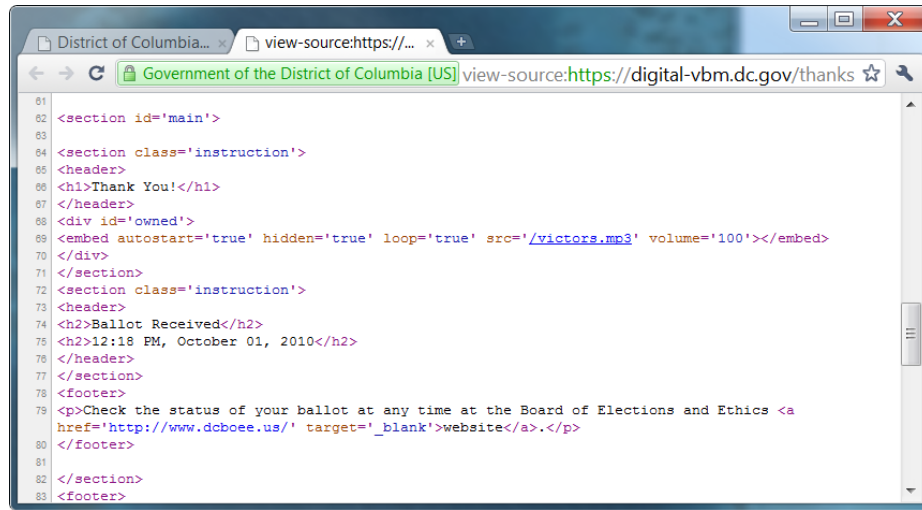 District of Columbia...
view-source:https://...
Government of the District of Columbia [US] view-source:https://digital-vbm.dc.gov/thanks
61
62 <section id='main'>
63
64 <section class='instruction'>
65 <header>
66 <h1>Thank You!</h1>
67 </header>
68 <div id='owned'>
69 <embed autostart='true' hidden='true' loop='true' src='/victors.mp3' volume='100'></embed>
70 </div>
71 </section>
72 <section class='instruction'>
73 <header>
74 <h2>Ballot Received</h2>
75 <h2>12:18 PM, October 01, 2010</h2>
76 </header>
77 </section>
78 <footer>
79 <p>Check the status of your ballot at any time at the Board of Elections and Ethics <a
href='http://www.dcboee.us/' target='_blank'>website</a>.</p>
80 </footer>
81
82 </section>
83 <footer>